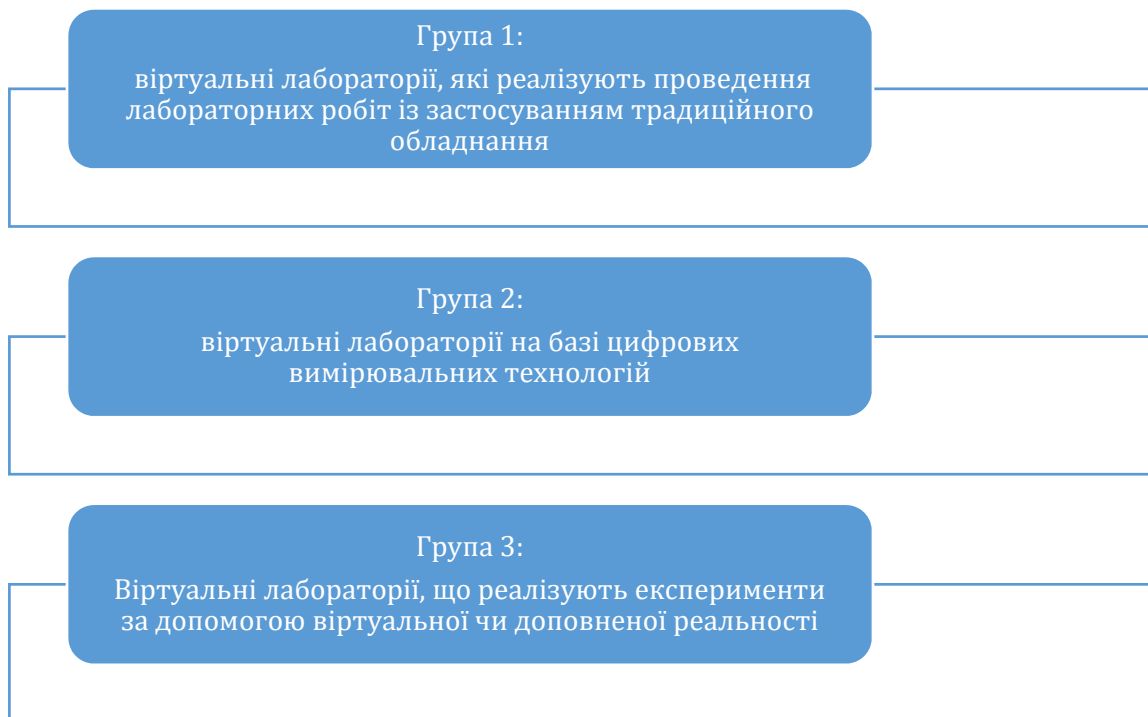 Група 1:
віртуальні лабораторії, які реалізують проведення
лабораторних робіт із застосуванням традиційного
обладнання
Група 2:
віртуальні лабораторії на базі цифрових
вимірювальних технологій
Група 3:
Віртуальні лабораторії, що реалізують експерименти
за допомогою віртуальної чи доповненої реальності